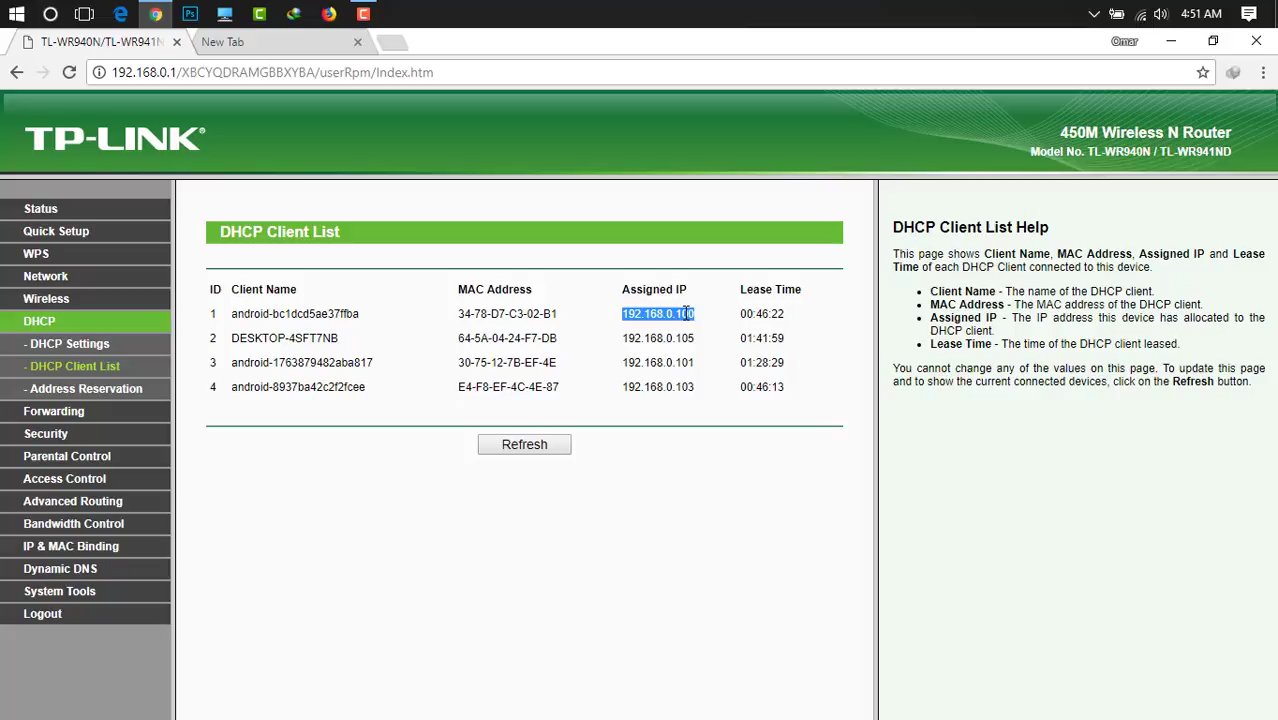 4:51 AM
TL-WR940N/TL-WR941N
New Tab
Omar
192.168.0.1/XBCYQDRAMGBBXYBA/userRpm/Index.htm
TP-LINK®
450M Wireless N Router
Model No. TL-WR940N / TL-WR941ND
Status
Quick Setup
WPS
Network
Wireless
DHCP
- DHCP Settings
- DHCP Client List
- Address Reservation
Forwarding
Security
Parental Control
Access Control
Advanced Routing
Bandwidth Control
IP & MAC Binding
Dynamic DNS
System Tools
Logout
DHCP Client List
ID Client Name MAC Address Assigned IP Lease Time
1 android-bc1dcd5ae37ffba 34-78-D7-C3-02-B1 192.168.0.100 00:46:22
2 DESKTOP-4SFT7NB 64-5A-04-24-F7-DB 192.168.0.105 01:41:59
3 android-1763879482aba817 30-75-12-7B-EF-4E 192.168.0.101 01:28:29
4 android-8937ba42c2f2fcee E4-F8-EF-4C-4E-87 192.168.0.103 00:46:13
Refresh
DHCP Client List Help
This page shows Client Name, MAC Address, Assigned IP and Lease
Time of each DHCP Client connected to this device.
• Client Name - The name of the DHCP client.
• MAC Address - The MAC address of the DHCP client.
• Assigned IP - The IP address this device has allocated to the
DHCP client.
• Lease Time - The time of the DHCP client leased.
You cannot change any of the values on this page. To update this page
and to show the current connected devices, click on the Refresh button.